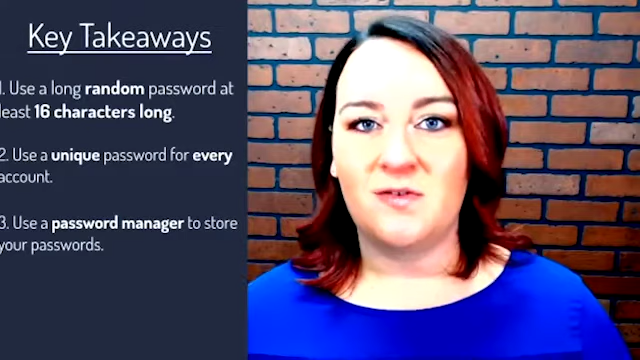 Key Takeaways
1. Use a long random password at
least 16 characters long.
2. Use a unique password for every
account.
3. Use a password manager to store
your passwords.